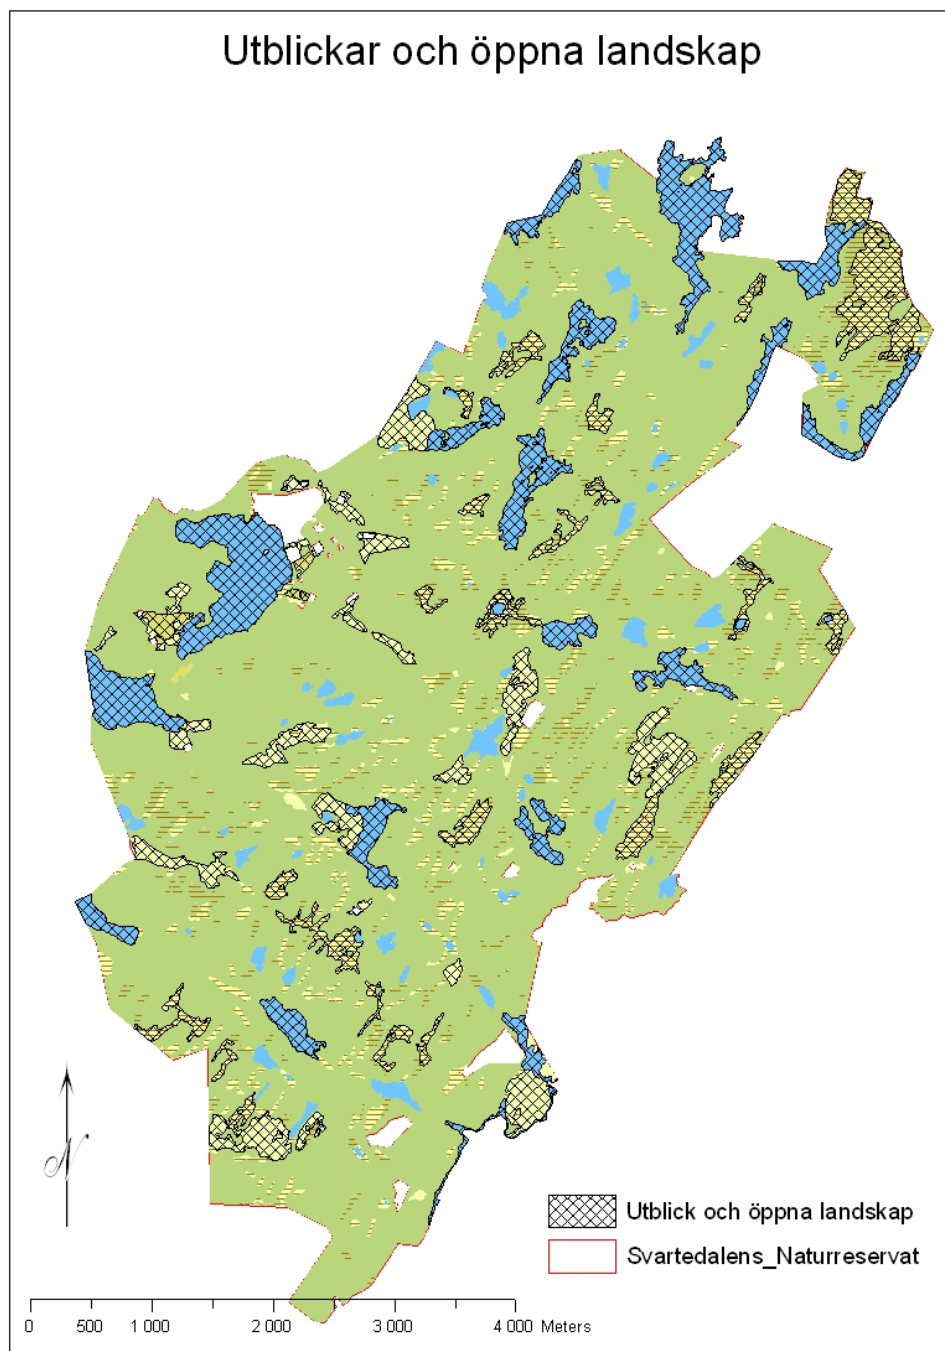 Utblickar och öppna landskap
N
Utblick och öppna landskap
Svartedalens_Naturreservat
0 500 1 000 2 000 3 000 4 000 Meters